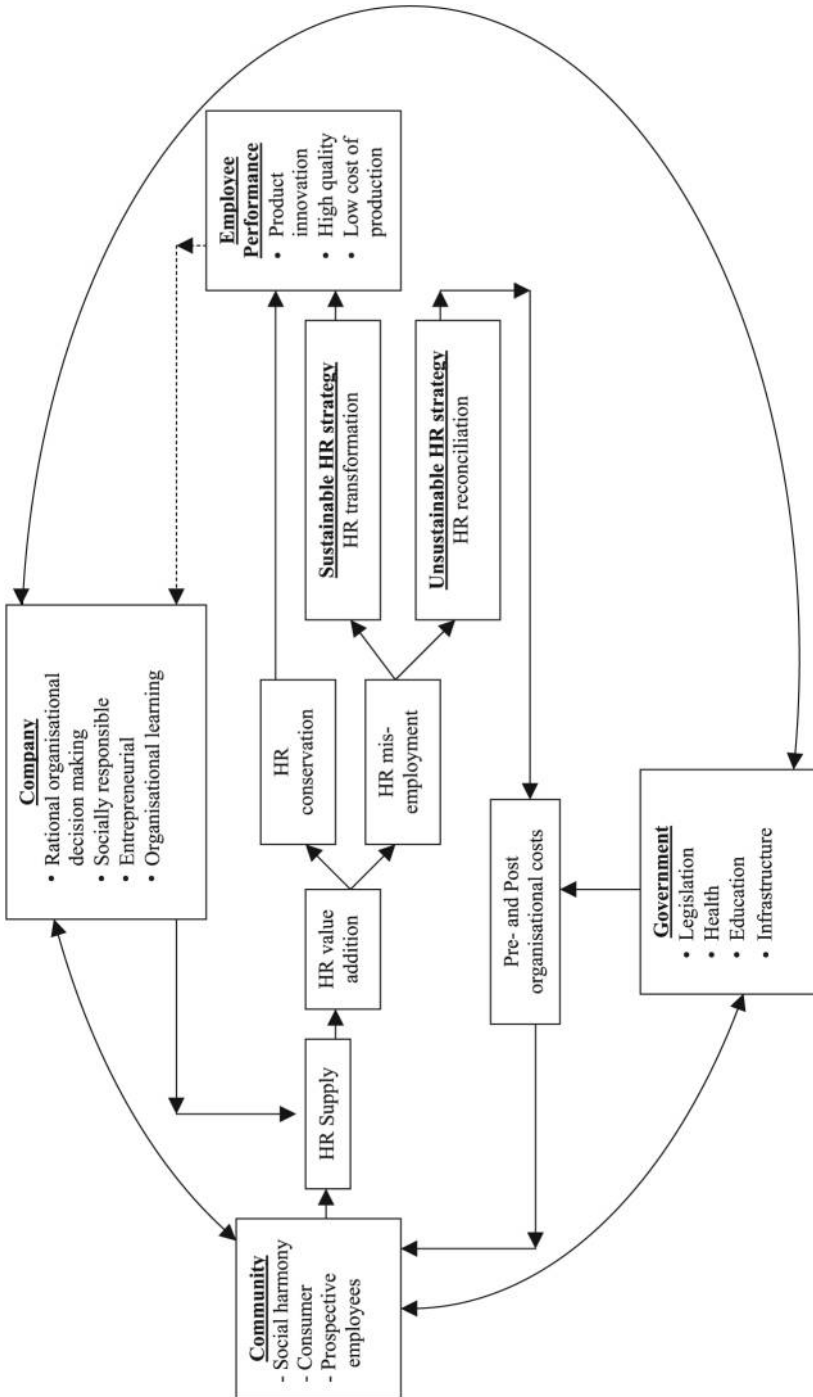 Company
• Rational organisational
decision making
• Socially responsible
• Entrepreneurial
• Organisational learning
Employee
Performance
• Product
innovation
• High quality
• Low cost of
production
HR
conservation
Sustainable HR strategy
HR transformation
Community
- Social harmony
- Consumer
- Prospective
employees
HR Supply
HR value
addition
HR mis-
employment
Unsustainable HR strategy
HR reconciliation
Pre- and Post
organisational costs
Government
• Legislation
• Health
• Education
• Infrastructure